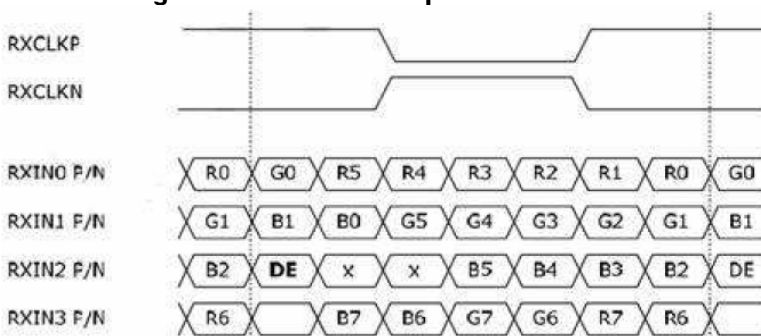 RXCLKP
RXCLKN
RXIN0 P/N R0 G0 R5 R4 R3 R2 R1 R0 G0
RXIN1 P/N G1 B1 B0 G5 G4 G3 G2 G1 B1
RXIN2 P/N B2 DE x x B5 B4 B3 B2 DE
RXIN3 P/N R6 B7 B6 G7 G6 R7 R6